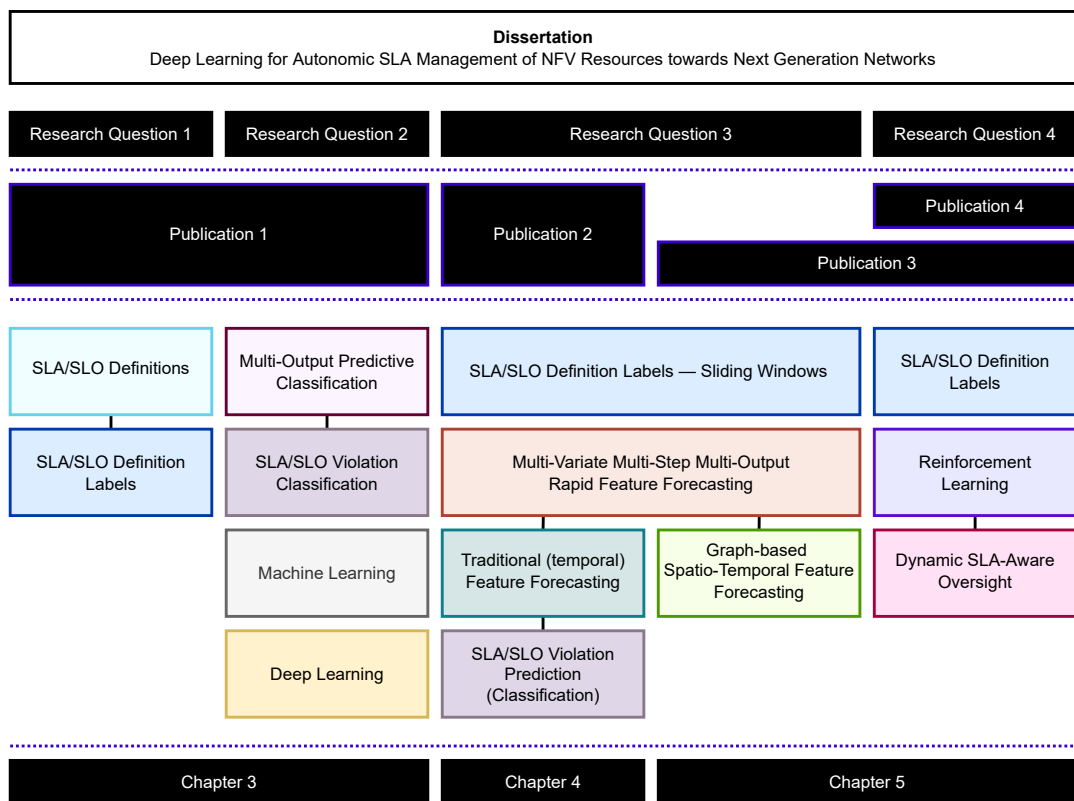 Dissertation
Deep Learning for Autonomic SLA Management of NFV Resources towards Next Generation Networks
Research Question 1
Research Question 2
Research Question 3
Research Question 4
Publication 1
Publication 2
Publication 4
Publication 3
SLA/SLO Definitions
Multi-Output Predictive
Classification
SLA/SLO Definition Labels — Sliding Windows
SLA/SLO Definition
Labels
SLA/SLO Definition
Labels
SLA/SLO Violation
Classification
Multi-Variate Multi-Step Multi-Output
Rapid Feature Forecasting
Reinforcement
Learning
Machine Learning
Traditional (temporal)
Feature Forecasting
Graph-based
Spatio-Temporal Feature
Forecasting
Dynamic SLA-Aware
Oversight
Deep Learning
SLA/SLO Violation
Prediction
(Classification)
Chapter 3
Chapter 4
Chapter 5